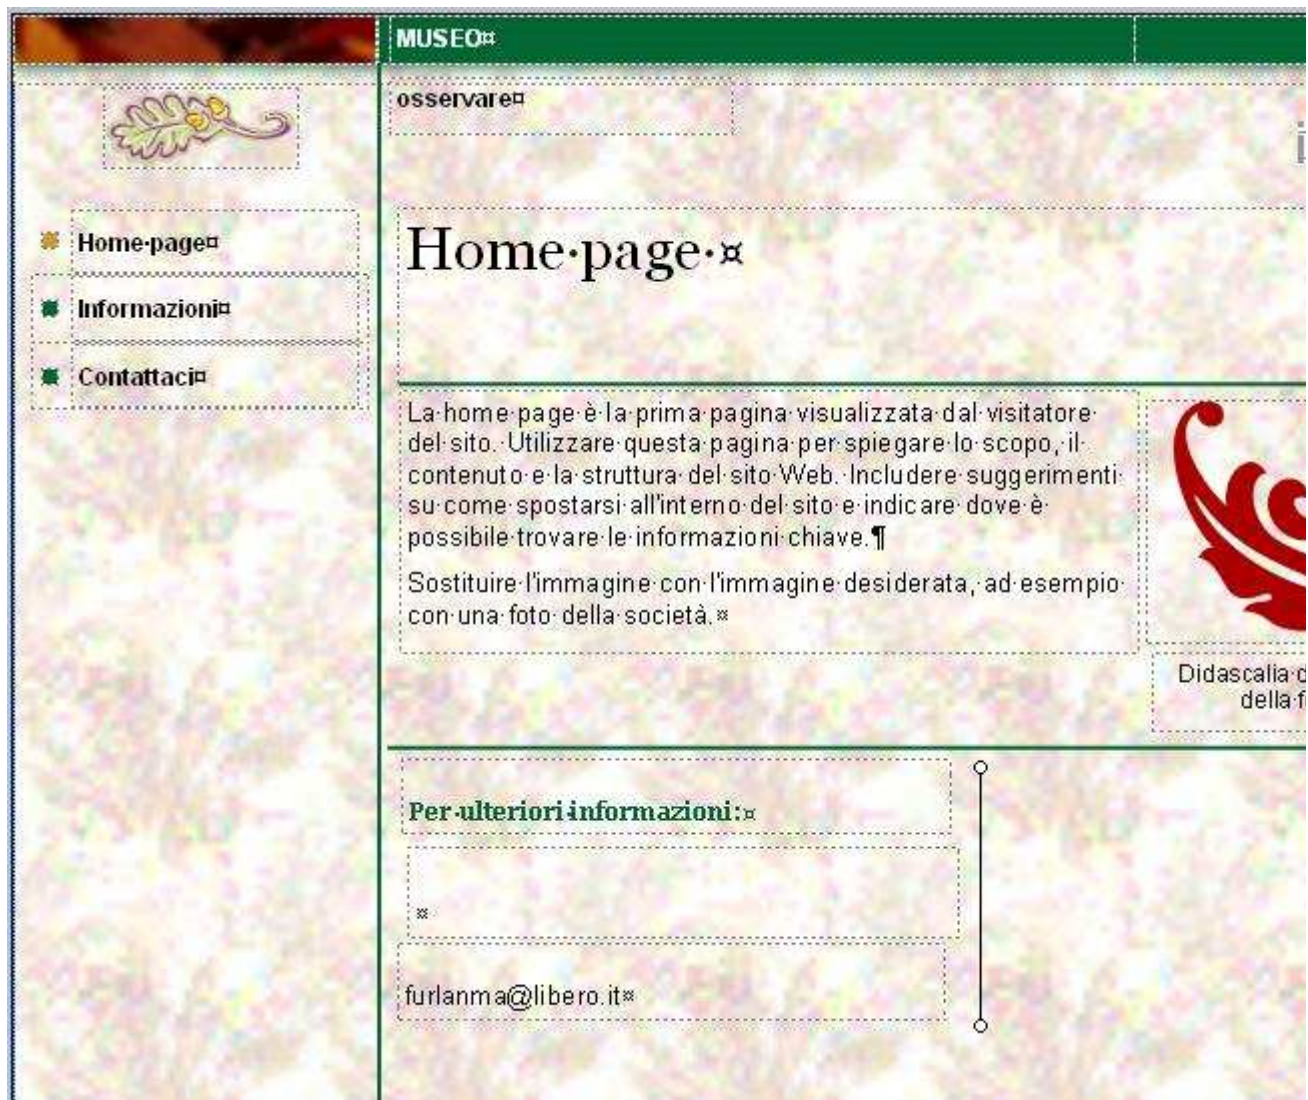 MUSEO
osservare
Home page
Informazioni
Contattaci
Home page
La home page è la prima pagina visualizzata dal visitatore
del sito. Utilizzare questa pagina per spiegare lo scopo, il
contenuto e la struttura del sito Web. Includere suggerimenti
su come spostarsi all'interno del sito e indicare dove è
possibile trovare le informazioni chiave.¶
Sostituire l'immagine con l'immagine desiderata, ad esempio
con una foto della società.
Didascalia
della
Per ulteriori informazioni:
furlanma@libero.it